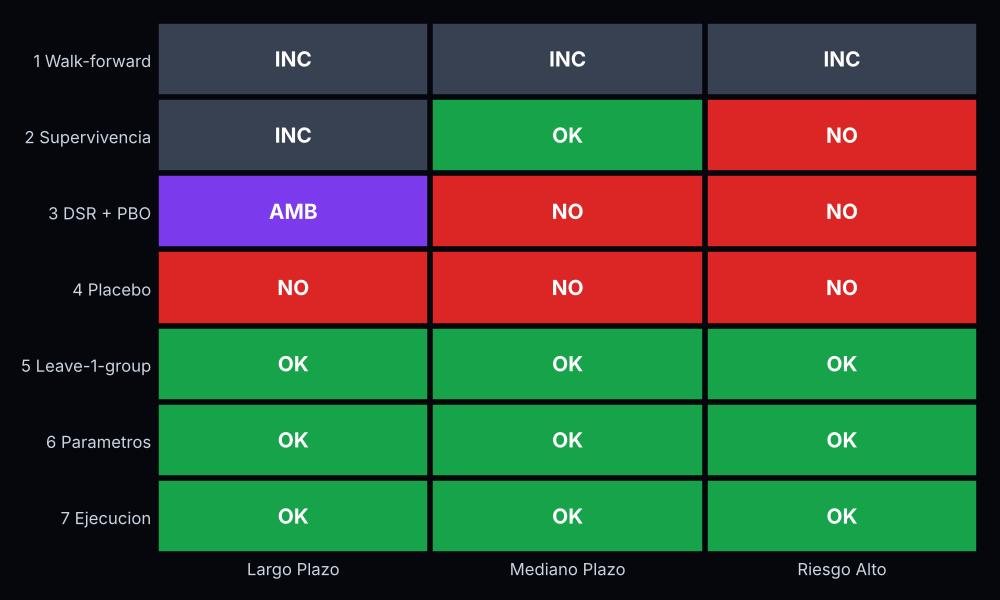 1 Walk-forward INC INC INC
2 Supervivencia INC OK NO
3 DSR + PBO AMB NO NO
4 Placebo NO NO NO
5 Leave-1-group OK OK OK
6 Parametros OK OK OK
7 Ejecucion OK OK OK
Largo Plazo Mediano Plazo Riesgo Alto